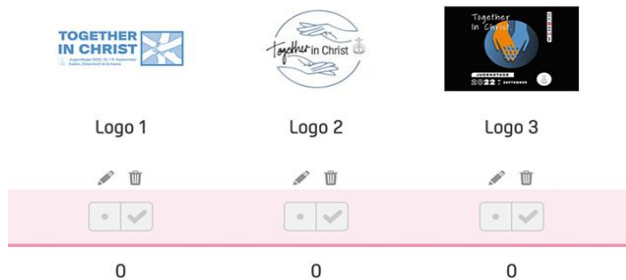 TOGETHER
IN CHRIST
Together in Christ
Together
in Christ
JUGENDTAGE
2022 SEPTEMBER
Logo 1
Logo 2
Logo 3
0
0
0